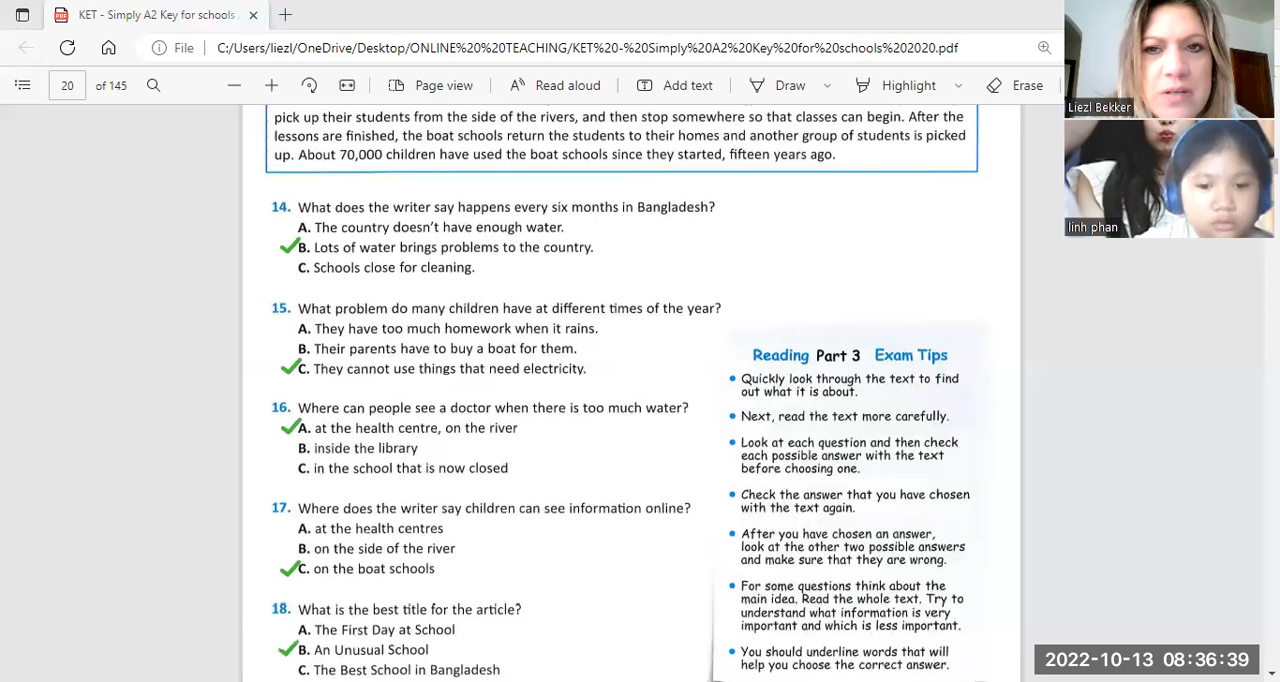 KET - Simply A2 Key for schools
File
C:/Users/liezl/OneDrive/Desktop/ONLINE%20%20TEACHING/KET%20-%20Simply%20A2%20Key%20for%20schools%202020.pdf
20 of 145
Page view
Read aloud
Add text
Draw
Highlight
Erase
pick up their students from the side of the rivers, and then stop somewhere so that classes can begin. After the
lessons are finished, the boat schools return the students to their homes and another group of students is picked
up. About 70,000 children have used the boat schools since they started, fifteen years ago.
14. What does the writer say happens every six months in Bangladesh?
A. The country doesn't have enough water.
B. Lots of water brings problems to the country.
C. Schools close for cleaning.
15. What problem do many children have at different times of the year?
A. They have too much homework when it rains.
B. Their parents have to buy a boat for them.
C. They cannot use things that need electricity.
16. Where can people see a doctor when there is too much water?
A. at the health centre, on the river
B. inside the library
C. in the school that is now closed
17. Where does the writer say children can see information online?
A. at the health centres
B. on the side of the river
C. on the boat schools
18. What is the best title for the article?
A. The First Day at School
B. An Unusual School
C. The Best School in Bangladesh
Reading Part 3 Exam Tips
• Quickly look through the text to find
out what it is about.
• Next, read the text more carefully.
• Look at each question and then check
each possible answer with the text
before choosing one.
• Check the answer that you have chosen
with the text again.
• After you have chosen an answer,
look at the other two possible answers
and make sure that they are wrong.
• For some questions think about the
main idea. Read the whole text. Try to
understand what information is very
important and which is less important.
• You should underline words that will
help you choose the correct answer.
Liezl Bekker
linh phan
2022-10-13 08:36:39